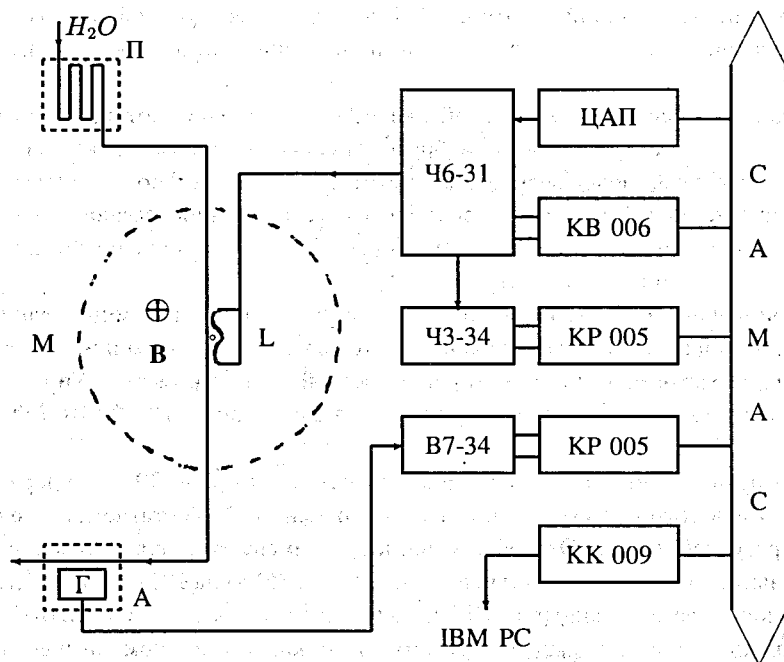 H₂O
П
ЦАП
Ч6-31
КВ 006
Ч3-34
КР 005
В7-34
КР 005
КК 009
IBM PC
М
В
L
Г
А
С
А
М
А
С